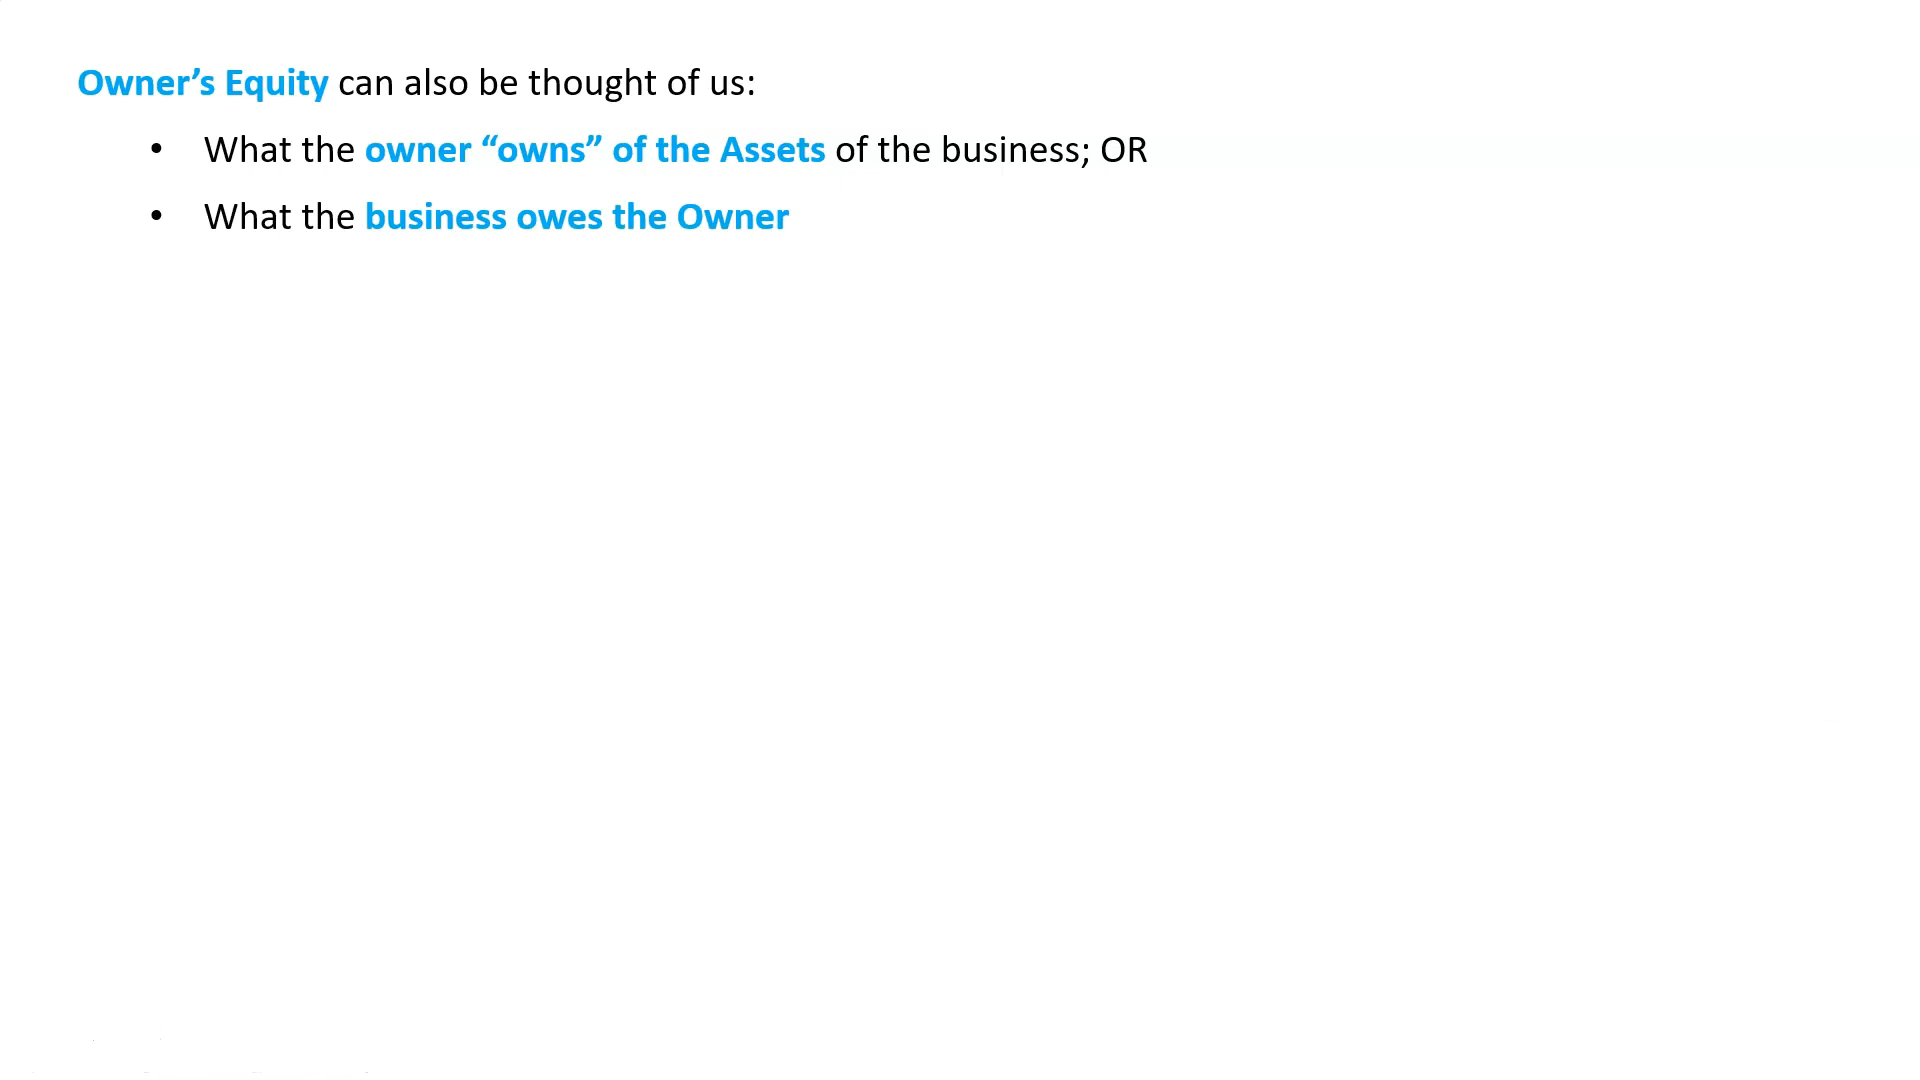 Owner’s Equity can also be thought of us:
• What the owner “owns” of the Assets of the business; OR
• What the business owes the Owner